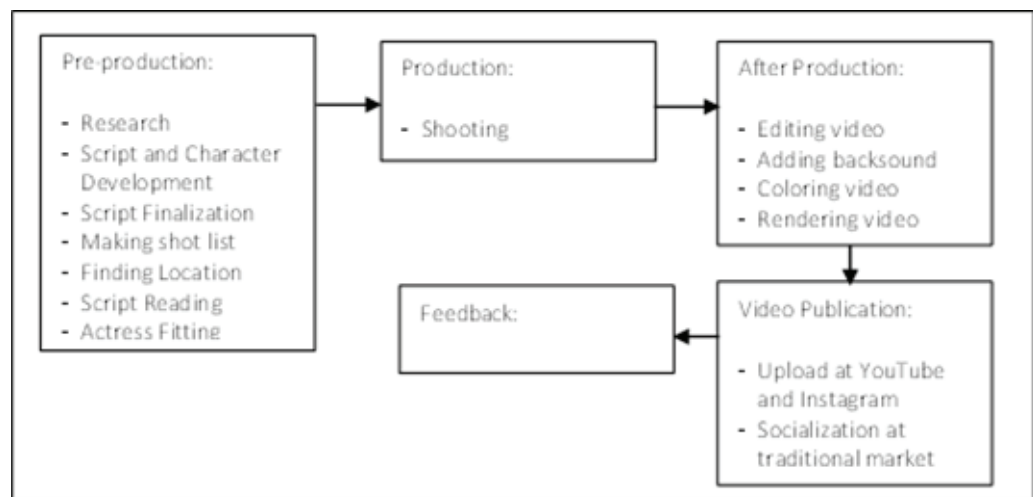 Pre-production:
- Research
- Script and Character
Development
- Script Finalization
- Making shot list
- Finding Location
- Script Reading
- Actress Fitting
Production:
- Shooting
After Production:
- Editing video
- Adding backsound
- Coloring video
- Rendering video
Video Publication:
- Upload at YouTube
and Instagram
- Socialization at
traditional market
Feedback: